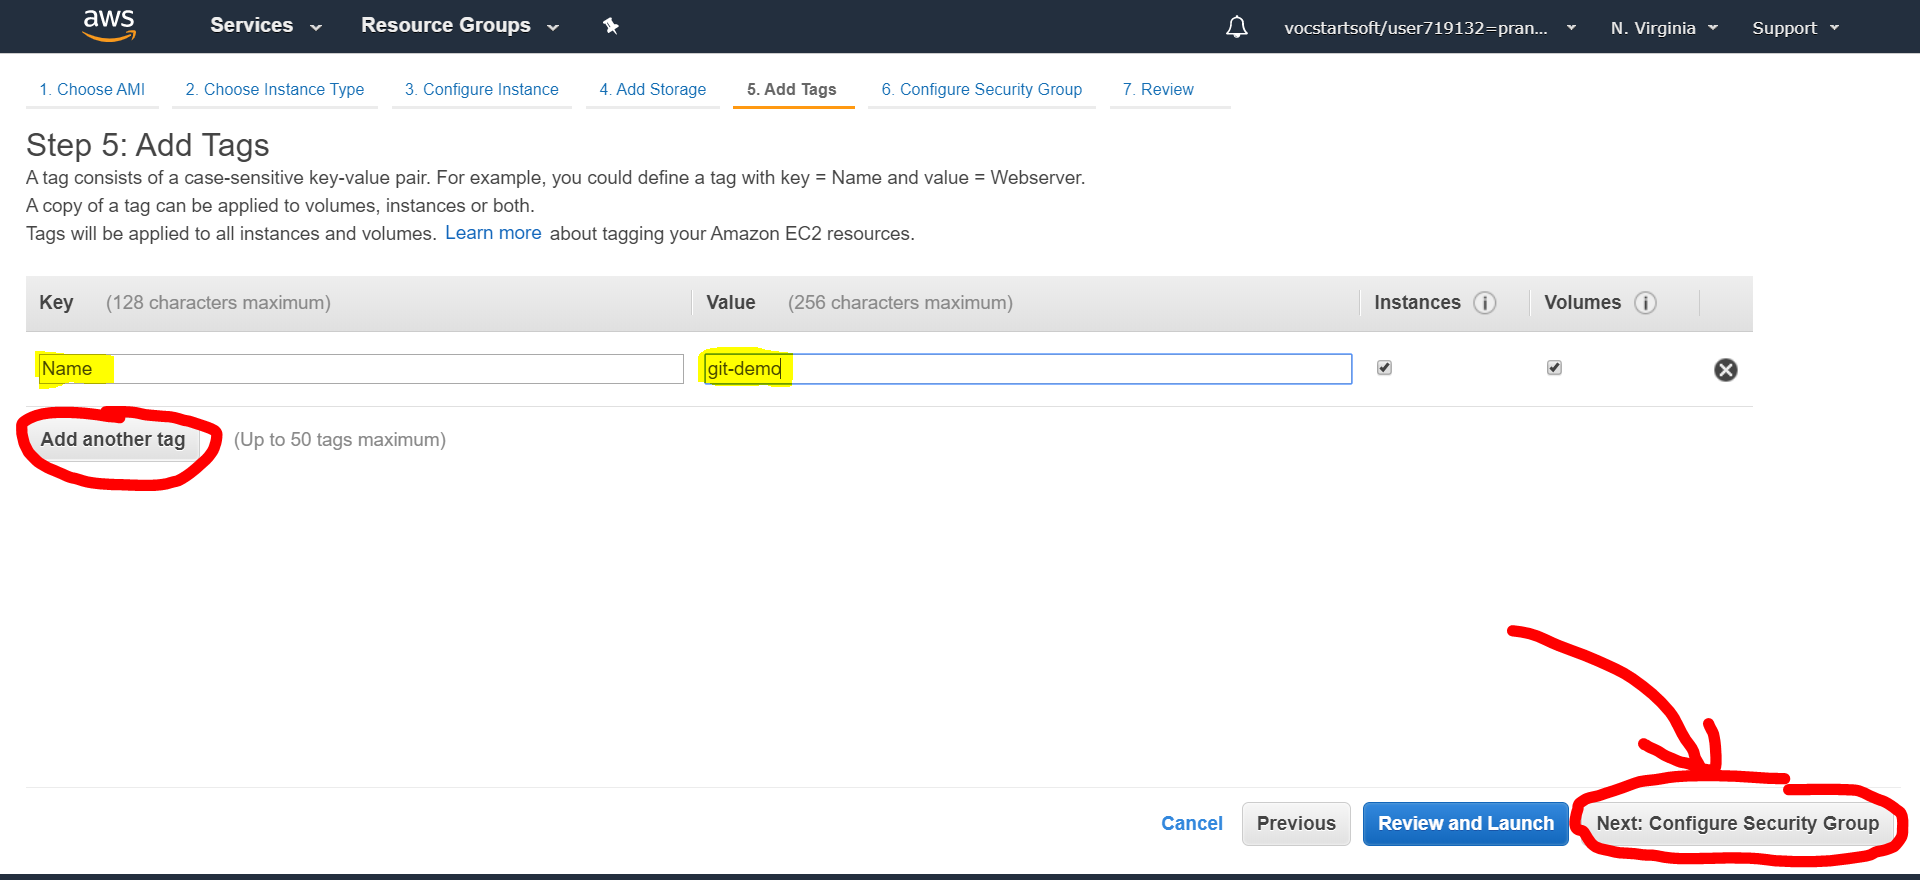 aws Services Resource Groups vocstartsoft/user719132=pran... N. Virginia Support
1. Choose AMI 2. Choose Instance Type 3. Configure Instance 4. Add Storage 5. Add Tags 6. Configure Security Group 7. Review
Step 5: Add Tags
A tag consists of a case-sensitive key-value pair. For example, you could define a tag with key = Name and value = Webserver.
A copy of a tag can be applied to volumes, instances or both.
Tags will be applied to all instances and volumes. Learn more about tagging your Amazon EC2 resources.
Key (128 characters maximum) Value (256 characters maximum) Instances i Volumes i
Name git-demo
Add another tag (Up to 50 tags maximum)
Cancel Previous Review and Launch Next: Configure Security Group